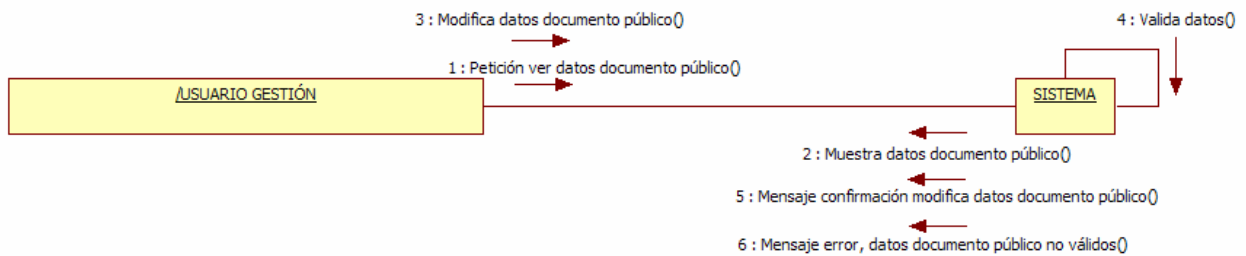 3 : Modifica datos documento público()
4 : Valida datos()
1 : Petición ver datos documento público()
/USUARIO GESTIÓN
SISTEMA
2 : Muestra datos documento público()
5 : Mensaje confirmación modifica datos documento público()
6 : Mensaje error, datos documento público no válidos()